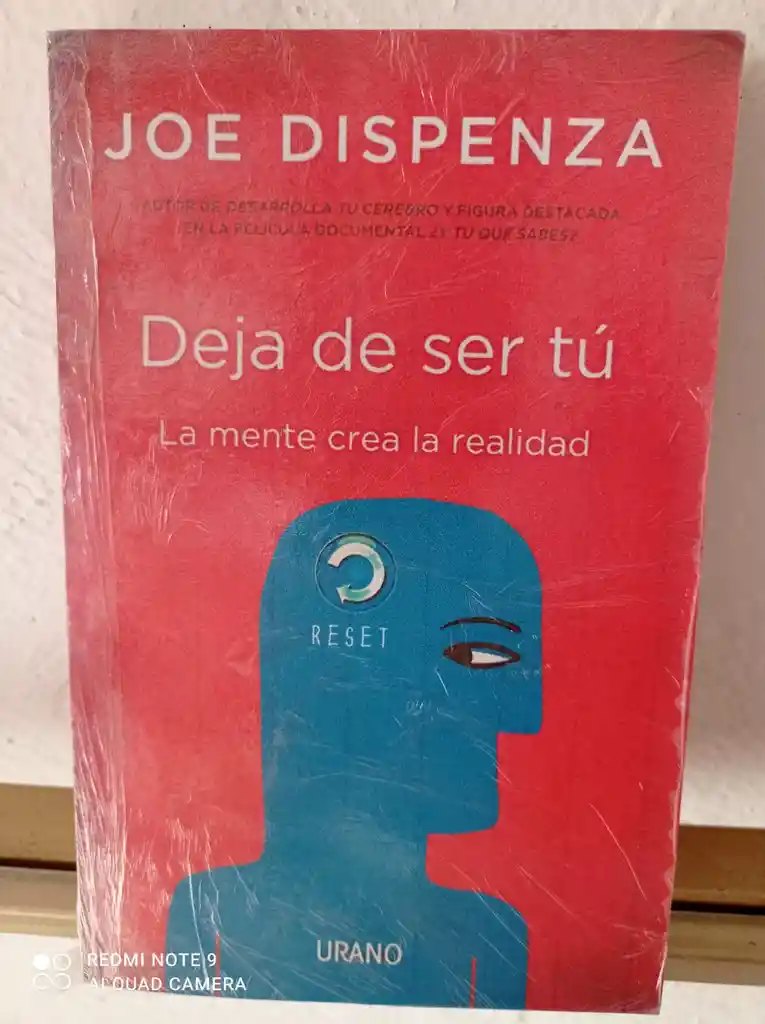 JOE DISPENZA
AUTOR DE DESARROLLA TU CEREBRO Y FIGURA DESTACADA
EN LA PELÍCULA DOCUMENTAL ¿Y TÚ QUÉ SABES?
Deja de ser tú
La mente crea la realidad
RESET
URANO
REDMI NOTE 9
AI QUAD CAMERA